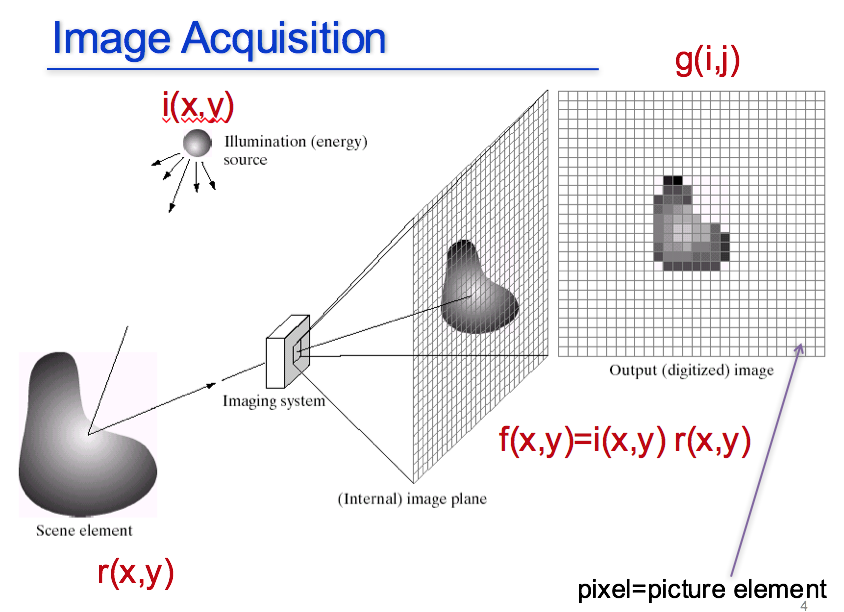 Image Acquisition
g(i,j)
i(x,y)
Illumination (energy)
source
Imaging system
Output (digitized) image
f(x,y)=i(x,y) r(x,y)
(Internal) image plane
Scene element
r(x,y)
pixel=picture element
4